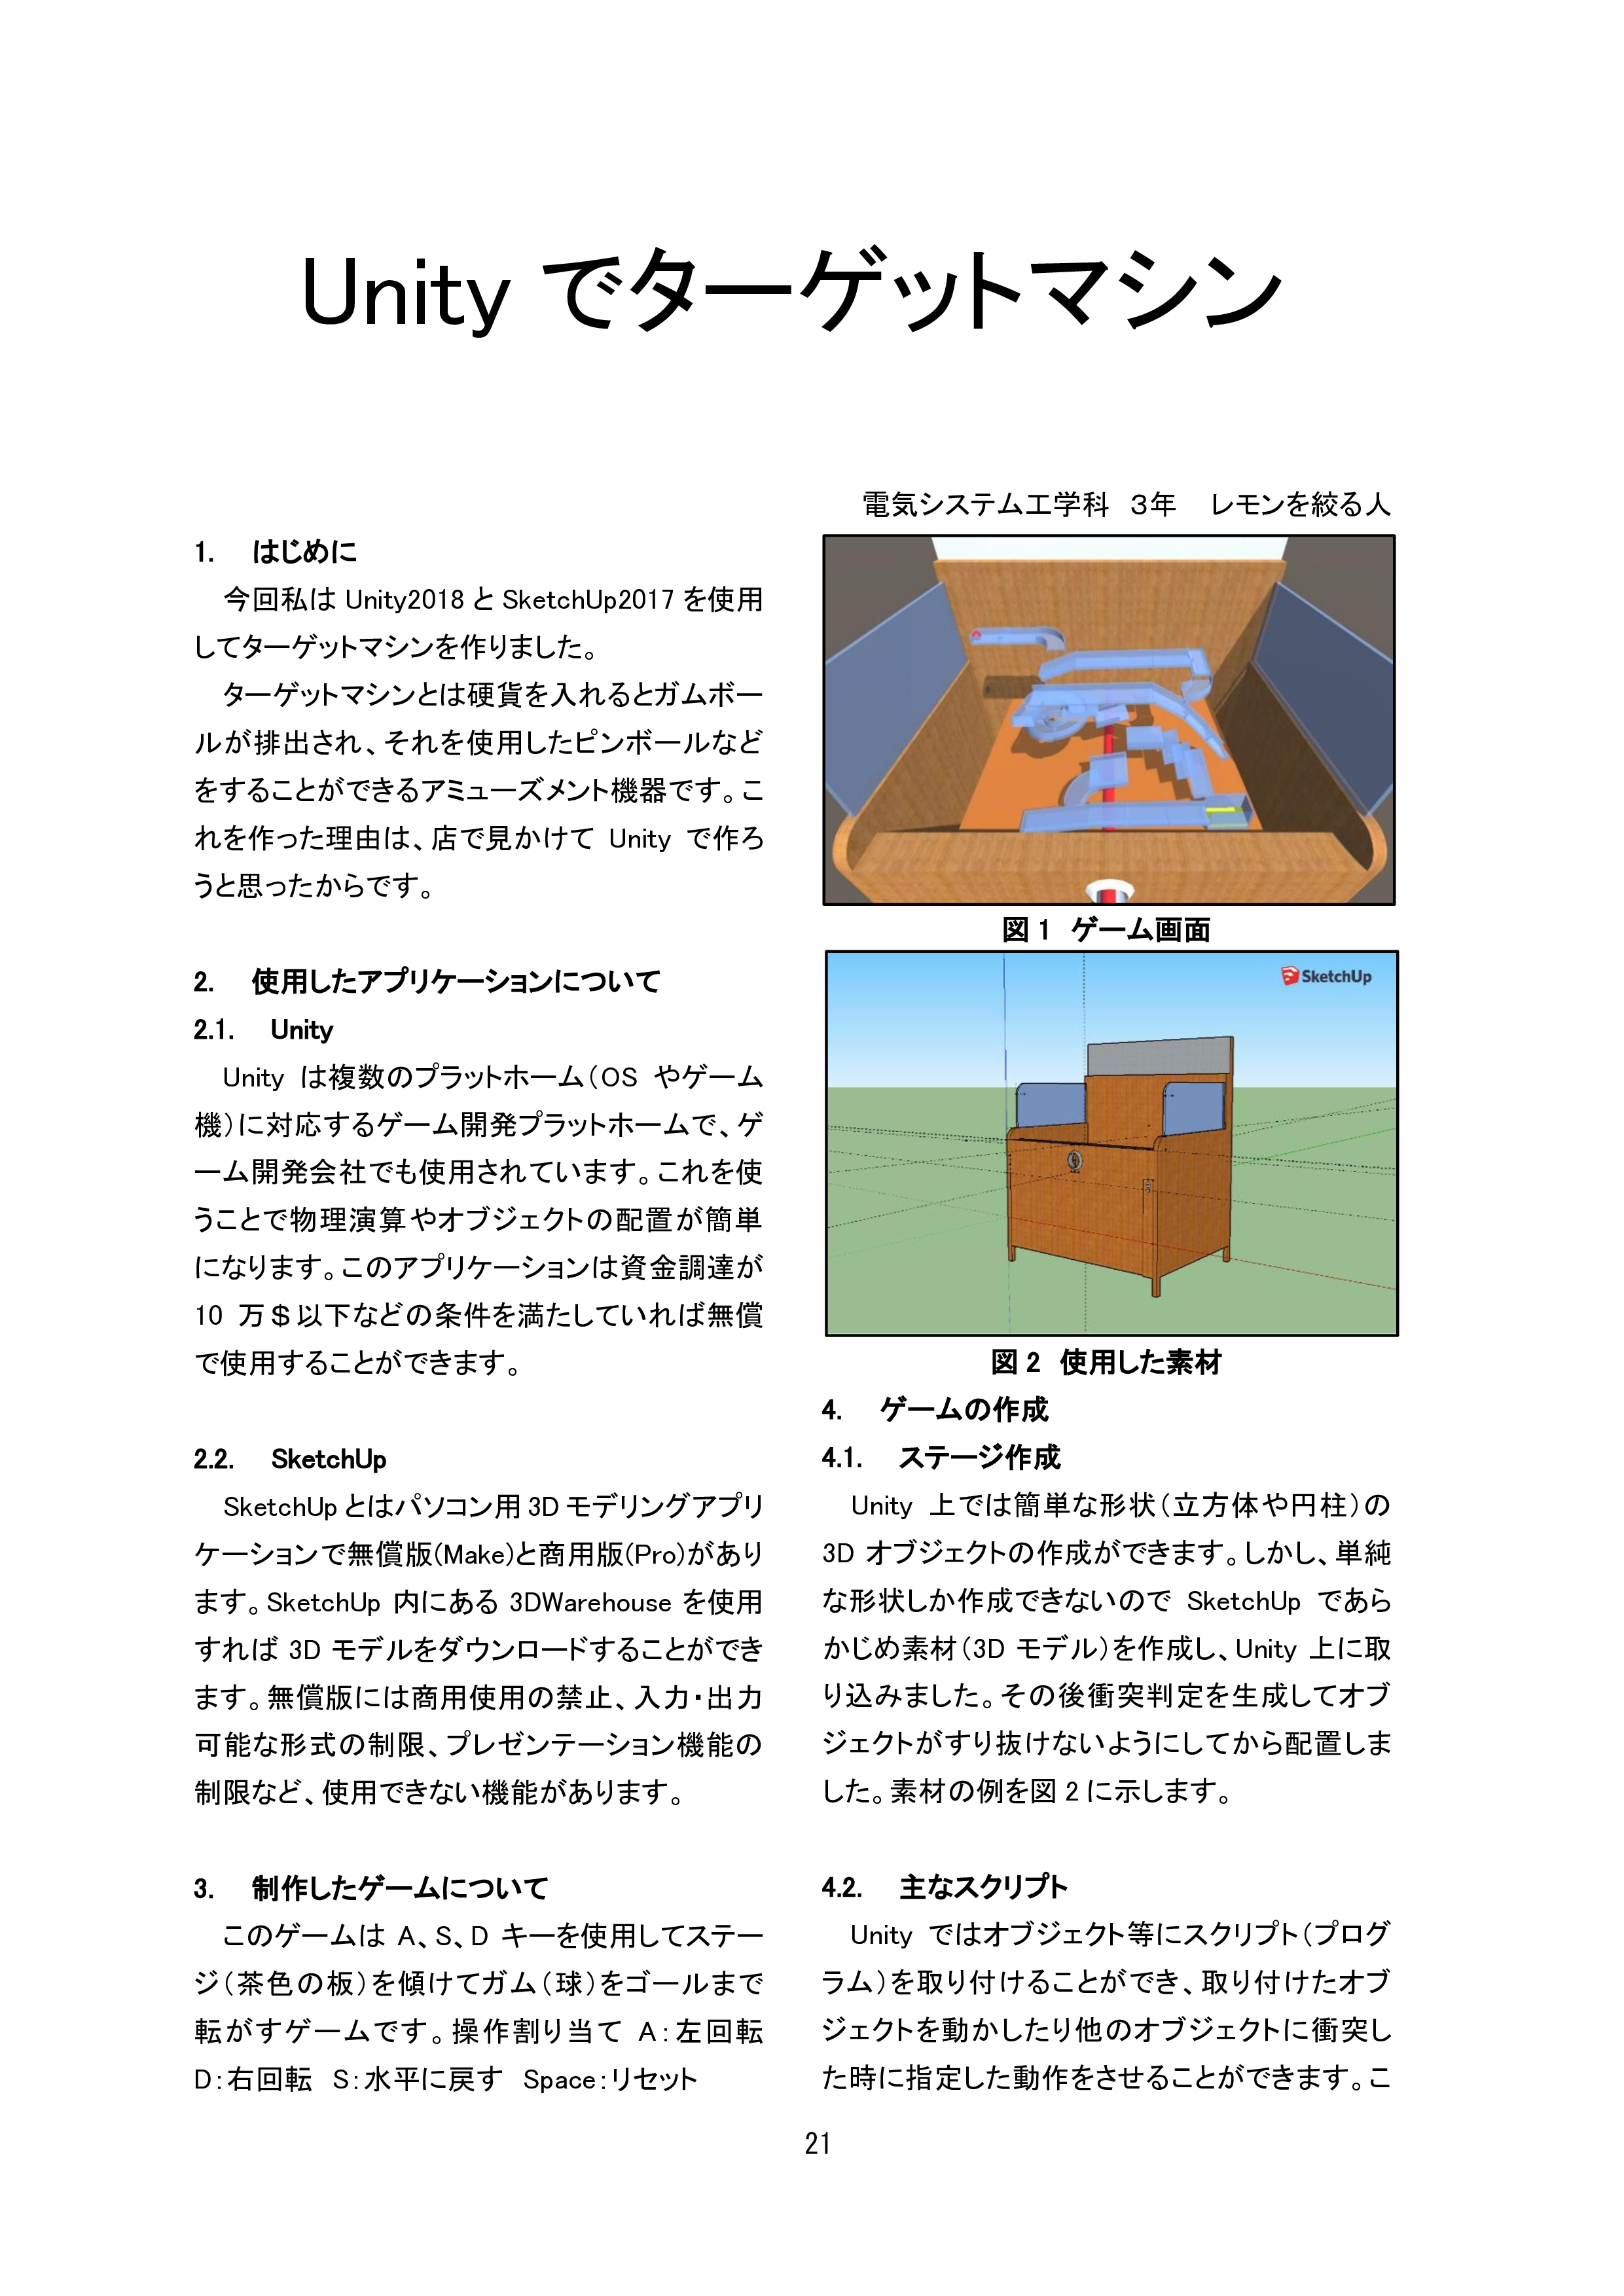 Unity でターゲットマシン
電気システム工学科 3年 レモンを絞る人
1. はじめに
今回私は Unity2018 と SketchUp2017 を使用
してターゲットマシンを作りました。
ターゲットマシンとは硬貨を入れるとガムボー
ルが排出され、それを使用したピンボールなど
をすることができるアミューズメント機器です。こ
れを作った理由は、店で見かけて Unity で作ろ
うと思ったからです。
2. 使用したアプリケーションについて
2.1. Unity
Unity は複数のプラットホーム(OS やゲーム
機)に対応するゲーム開発プラットホームで、ゲ
ーム開発会社でも使用されています。これを使
うことで物理演算やオブジェクトの配置が簡単
になります。このアプリケーションは資金調達が
10 万$以下などの条件を満たしていれば無償
で使用することができます。
2.2. SketchUp
SketchUp とはパソコン用 3D モデリングアプリ
ケーションで無償版(Make)と商用版(Pro)があり
ます。SketchUp 内にある 3DWarehouse を使用
すれば 3D モデルをダウンロードすることができ
ます。無償版には商用使用の禁止、入力・出力
可能な形式の制限、プレゼンテーション機能の
制限など、使用できない機能があります。
3. 制作したゲームについて
このゲームは A、S、D キーを使用してステー
ジ(茶色の板)を傾けてガム(球)をゴールまで
転がすゲームです。操作割り当て A:左回転
D:右回転 S:水平に戻す Space:リセット
図 1 ゲーム画面
SketchUp
図 2 使用した素材
4. ゲームの作成
4.1. ステージ作成
Unity 上では簡単な形状(立方体や円柱)の
3D オブジェクトの作成ができます。しかし、単純
な形状しか作成できないので SketchUp であら
かじめ素材(3D モデル)を作成し、Unity 上に取
り込みました。その後衝突判定を生成してオブ
ジェクトがすり抜けないようにしてから配置しま
した。素材の例を図 2 に示します。
4.2. 主なスクリプト
Unity ではオブジェクト等にスクリプト(プログ
ラム)を取り付けることができ、取り付けたオブ
ジェクトを動かしたり他のオブジェクトに衝突し
た時に指定した動作をさせることができます。こ
21